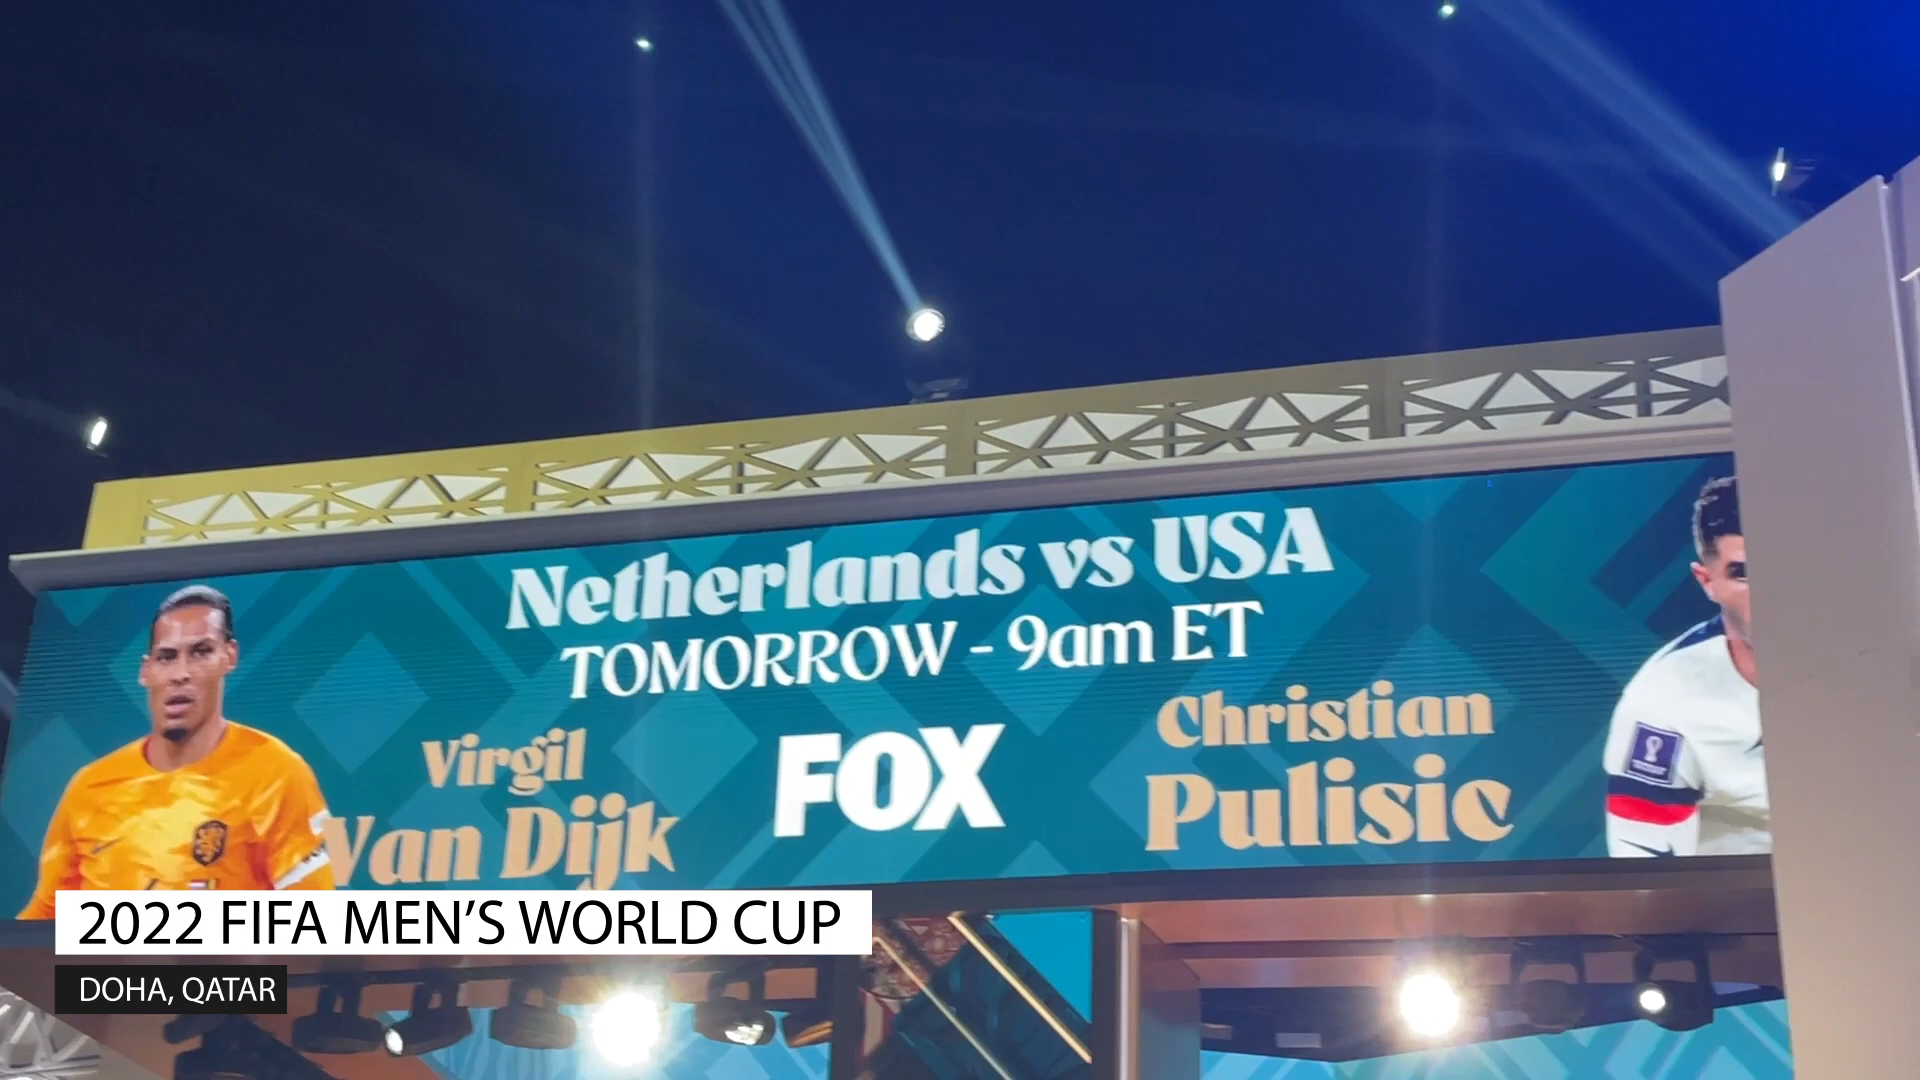 Netherlands vs USA
TOMORROW - 9am ET
Virgil
Van Dijk
FOX
Christian
Pulisic
2022 FIFA MEN’S WORLD CUP
DOHA, QATAR